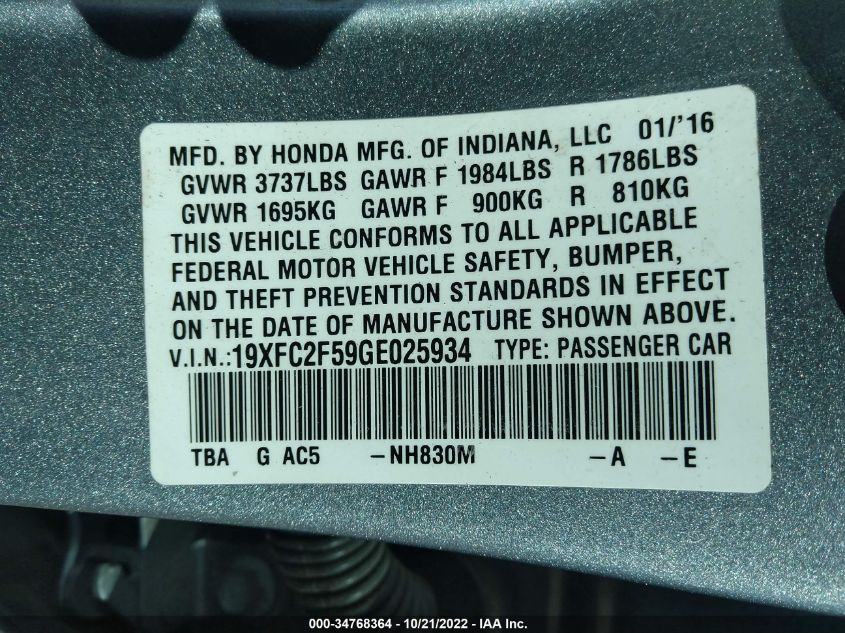 MFD. BY HONDA MFG. OF INDIANA, LLC 01/'16
GVWR 3737LBS GAWR F 1984LBS R 1786LBS
GVWR 1695KG GAWR F 900KG R 810KG
THIS VEHICLE CONFORMS TO ALL APPLICABLE
FEDERAL MOTOR VEHICLE SAFETY, BUMPER,
AND THEFT PREVENTION STANDARDS IN EFFECT
ON THE DATE OF MANUFACTURE SHOWN ABOVE.
V.I.N.:19XFC2F59GE025934 TYPE: PASSENGER CAR
TBA G AC5 -NH830M -A -E
000-34768364 - 10/21/2022 - IAA Inc.